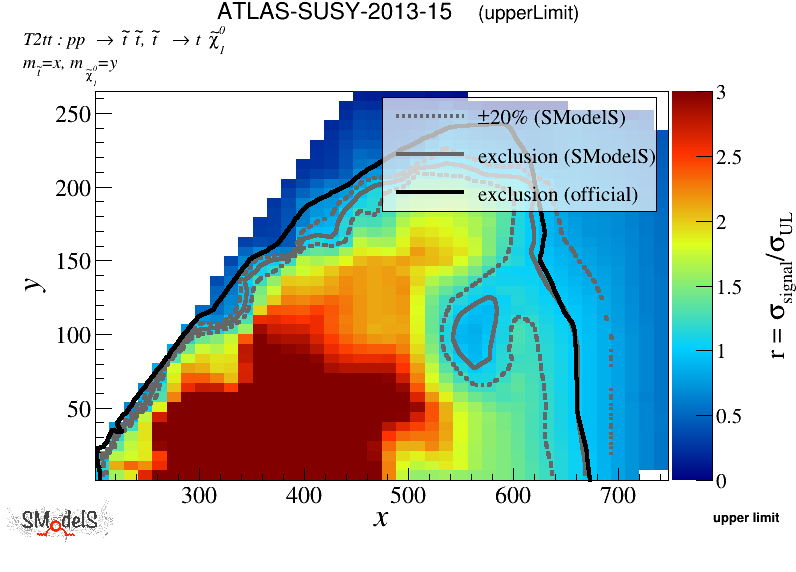 ATLAS-SUSY-2013-15 (upperLimit)
T2tt : pp → t̃ t̃, t̃ → t χ̃₁⁰
m_t̃=x, m_χ̃₁⁰=y
±20% (SModelS)
exclusion (SModelS)
exclusion (official)
250
200
150
100
50
y
300 400 500 600 700
x
3
2.5
2
1.5
1
0.5
0
r = σ_signal/σ_UL
SModelS
upper limit